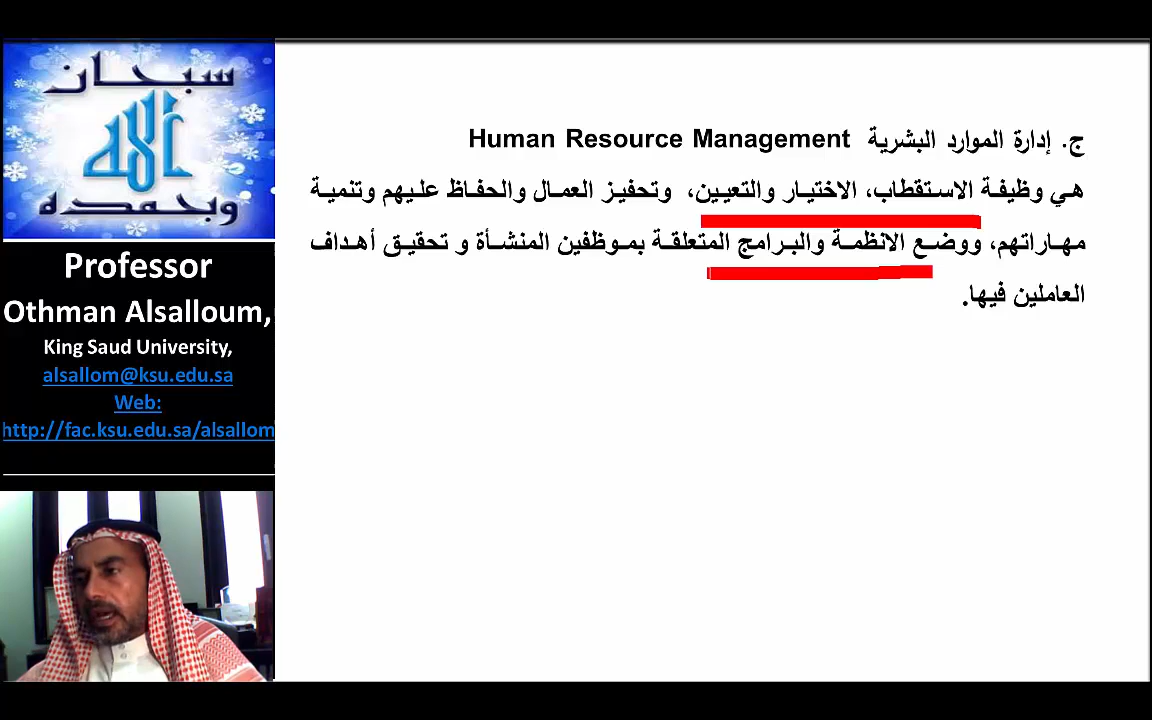 سبحان
الله
وبحمده
Professor
Othman Alsalloum,
King Saud University,
alsallom@ksu.edu.sa
Web:
http://fac.ksu.edu.sa/alsallom
ج. إدارة الموارد البشرية Human Resource Management
هي وظيفة الاستقطاب، الاختيار والتعيين، وتحفيز العمال والحفاظ عليهم وتنمية
مهاراتهم، ووضع الانظمة والبرامج المتعلقة بموظفين المنشأة و تحقيق أهداف
العاملين فيها.